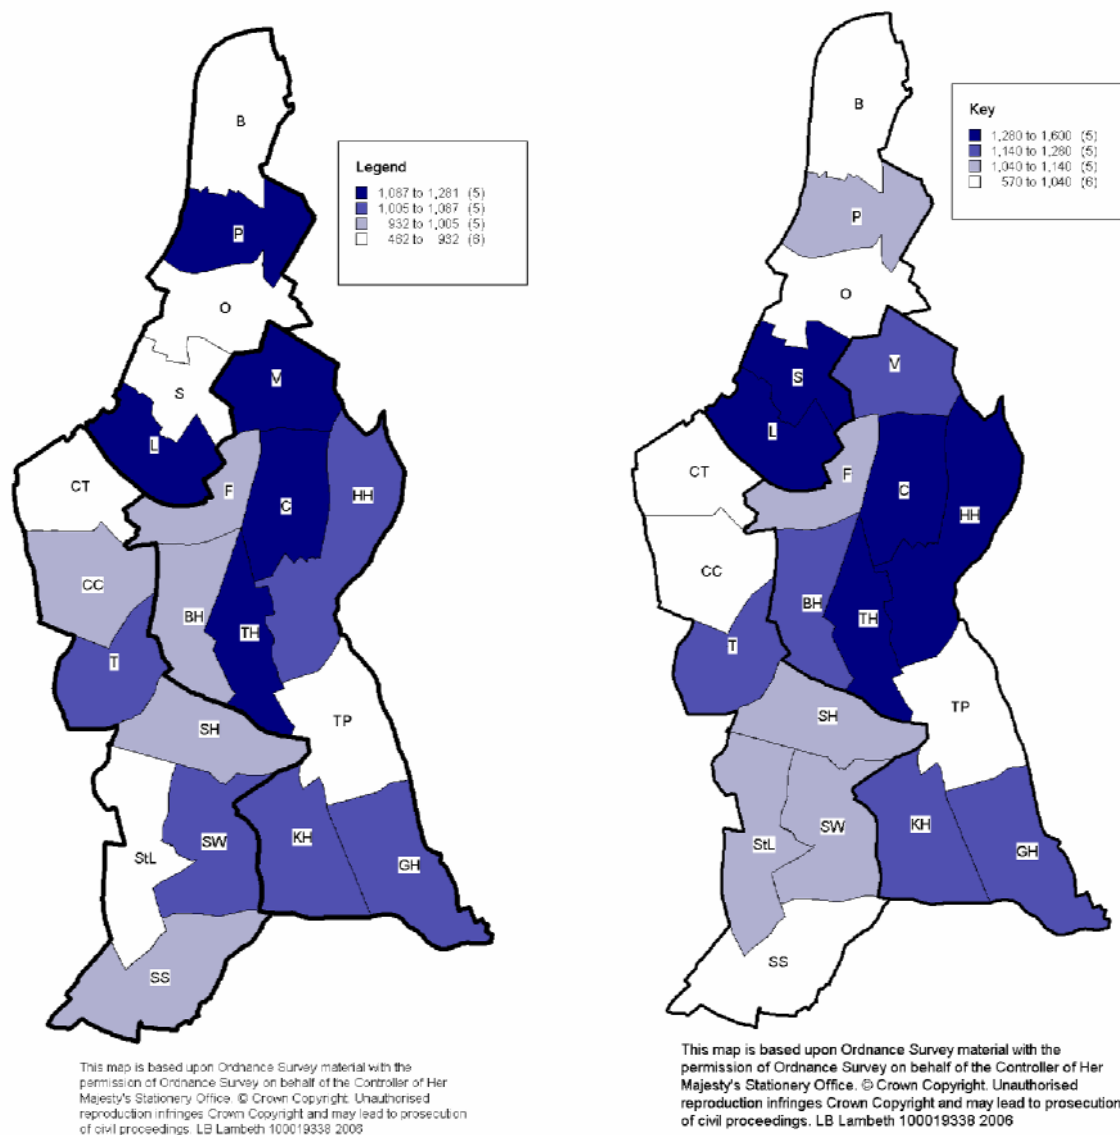 B
P
O
V
S
L
CT
F
C
HH
CC
BH
TH
T
SH
TP
StL
SW
KH
GH
SS
Legend
1,087 to 1,281 (5)
1,005 to 1,087 (5)
932 to 1,005 (5)
462 to 932 (6)
This map is based upon Ordnance Survey material with the
permission of Ordnance Survey on behalf of the Controller of Her
Majesty's Stationery Office. © Crown Copyright. Unauthorised
reproduction infringes Crown Copyright and may lead to prosecution
of civil proceedings. LB Lambeth 100019338 2006
B
P
O
V
S
L
CT
F
C
HH
CC
BH
TH
T
SH
TP
StL
SW
KH
GH
SS
Key
1,280 to 1,600 (5)
1,140 to 1,280 (5)
1,040 to 1,140 (5)
570 to 1,040 (6)
This map is based upon Ordnance Survey material with the
permission of Ordnance Survey on behalf of the Controller of Her
Majesty's Stationery Office. © Crown Copyright. Unauthorised
reproduction infringes Crown Copyright and may lead to prosecution
of civil proceedings. LB Lambeth 100019338 2006